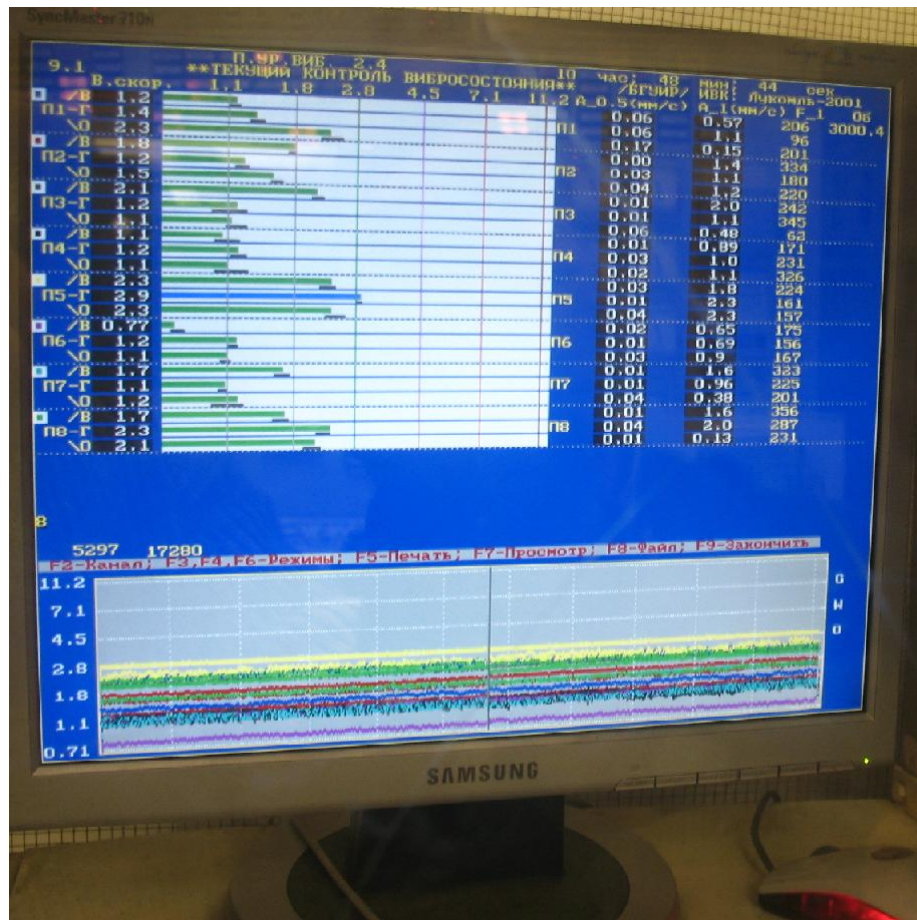 SyncMaster 710N
9.1 П.УР.ВИБ. 2.4 10 час; 48 мин; 44 сек
**ТЕКУЩИЙ КОНТРОЛЬ ВИБРОСОСТОЯНИЯ** /БГУИР/ ИВК: Лукомль-2001
В.скор. 1.1 1.8 2.8 4.5 7.1 11.2 A_0.5(мм/с) A_1(мм/с) F_1 Об
/В 1.2 0.06 0.57 206 3000.4
П1-Г 1.4 П1 0.06 1.1 96
\О 2.3 0.17 0.15 201
/В 1.8 0.00 1.4 334
П2-Г 1.2 П2 0.03 1.1 180
\О 1.5 0.04 1.2 220
/В 2.1 0.01 2.0 242
П3-Г 1.2 П3 0.01 1.1 345
\О 1.1 0.06 0.48 62
/В 1.1 0.01 0.89 171
П4-Г 1.2 П4 0.03 1.0 231
\О 1.1 0.02 1.1 326
/В 2.3 0.03 1.8 224
П5-Г 2.9 П5 0.01 2.3 161
\О 2.3 0.04 2.3 157
/В 0.77 0.02 0.65 175
П6-Г 1.2 П6 0.01 0.69 156
\О 1.1 0.03 0.9 167
/В 1.7 0.01 1.6 323
П7-Г 1.1 П7 0.01 0.96 225
\О 1.2 0.04 0.38 201
/В 1.7 0.01 1.6 356
П8-Г 2.3 П8 0.04 2.0 287
\О 2.1 0.01 0.13 231
8
5297 17280
F2-Канал; F3,F4,F6-Режимы; F5-Печать; F7-Просмотр; F8-Файл; F9-Закончить
11.2 G
7.1 W
4.5 O
2.8
1.8
1.1
0.71
SAMSUNG